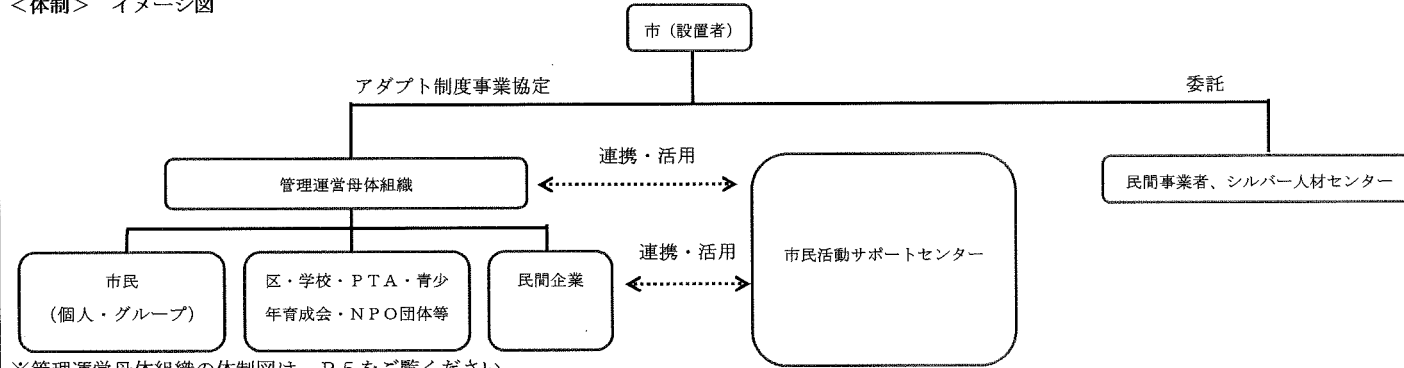 <体制> イメージ図
市（設置者）
アダプト制度事業協定
委託
連携・活用
管理運営母体組織
民間事業者、シルバー人材センター
連携・活用
市民活動サポートセンター
市民
（個人・グループ）
区・学校・ＰＴＡ・青少
年育成会・ＮＰＯ団体等
民間企業
※管理運営母体組織の体制図は、Ｐ５をご覧ください